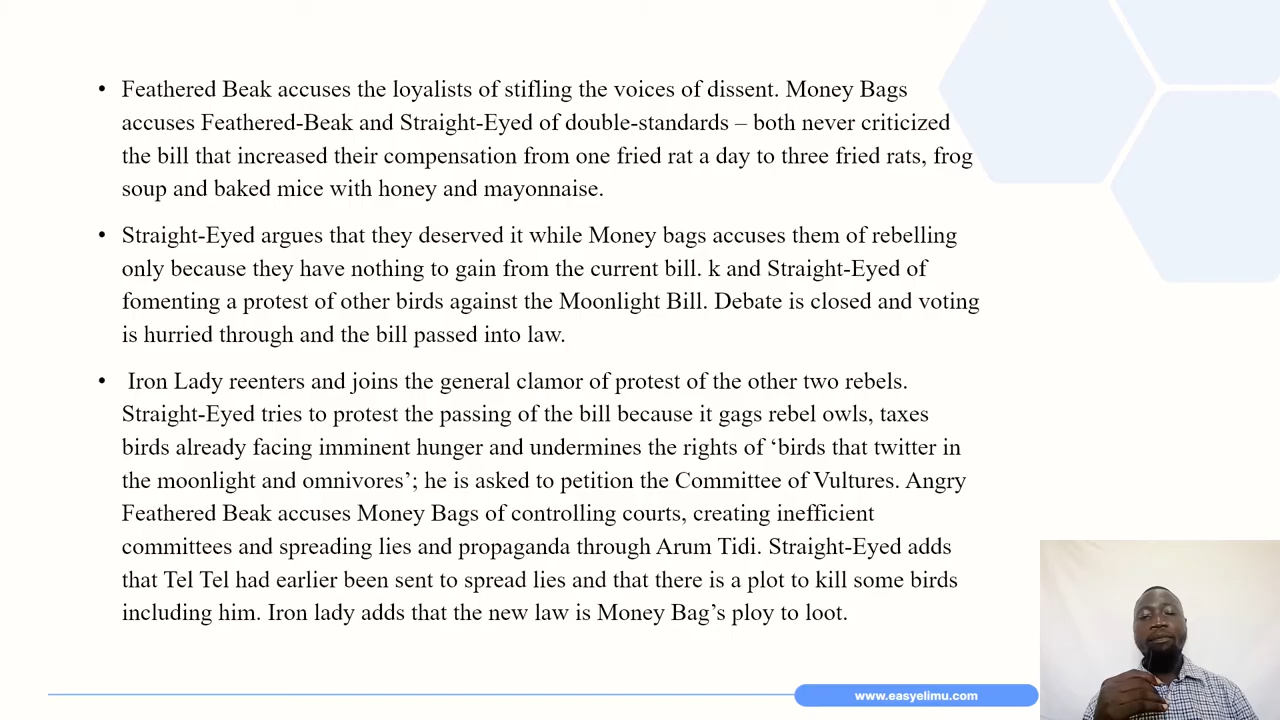 • Feathered Beak accuses the loyalists of stifling the voices of dissent. Money Bags
accuses Feathered-Beak and Straight-Eyed of double-standards – both never criticized
the bill that increased their compensation from one fried rat a day to three fried rats, frog
soup and baked mice with honey and mayonnaise.
• Straight-Eyed argues that they deserved it while Money bags accuses them of rebelling
only because they have nothing to gain from the current bill. k and Straight-Eyed of
fomenting a protest of other birds against the Moonlight Bill. Debate is closed and voting
is hurried through and the bill passed into law.
• Iron Lady reenters and joins the general clamor of protest of the other two rebels.
Straight-Eyed tries to protest the passing of the bill because it gags rebel owls, taxes
birds already facing imminent hunger and undermines the rights of ‘birds that twitter in
the moonlight and omnivores’; he is asked to petition the Committee of Vultures. Angry
Feathered Beak accuses Money Bags of controlling courts, creating inefficient
committees and spreading lies and propaganda through Arum Tidi. Straight-Eyed adds
that Tel Tel had earlier been sent to spread lies and that there is a plot to kill some birds
including him. Iron lady adds that the new law is Money Bag’s ploy to loot.
www.easyelimu.com